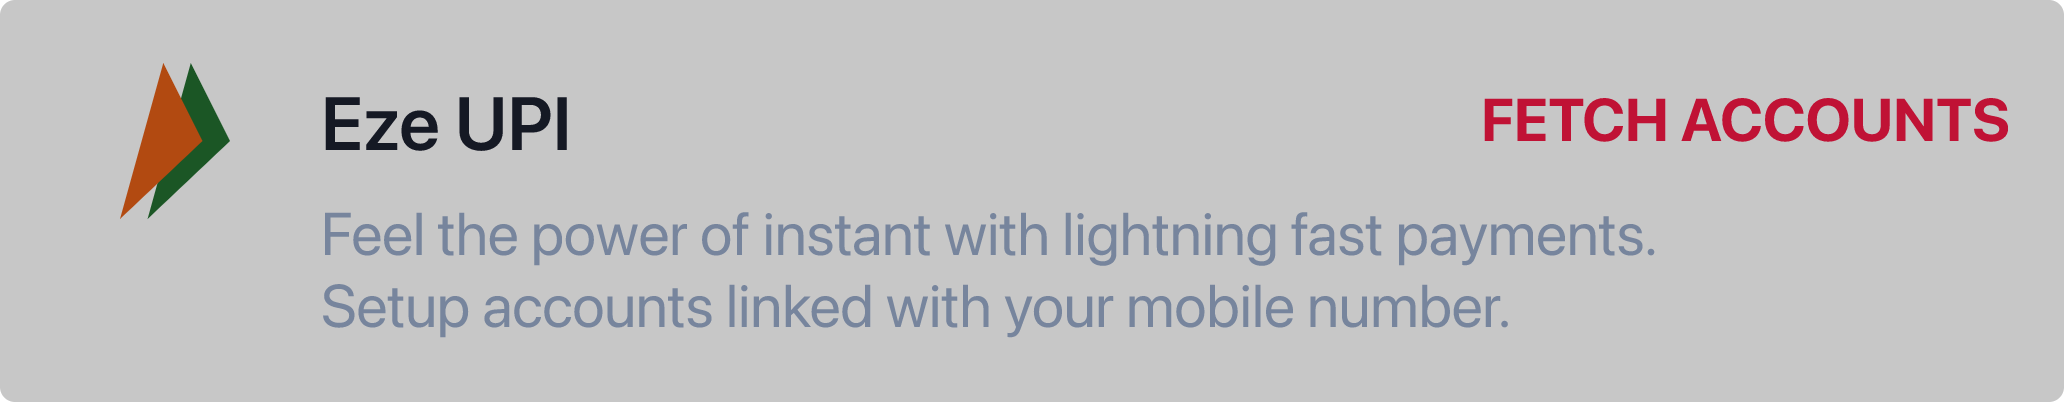 Eze UPI
FETCH ACCOUNTS
Feel the power of instant with lightning fast payments.
Setup accounts linked with your mobile number.